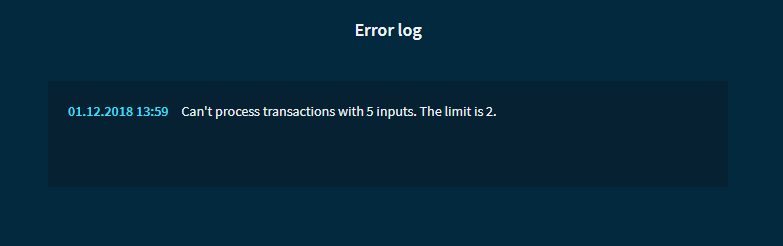 Error log
01.12.2018 13:59 Can't process transactions with 5 inputs. The limit is 2.